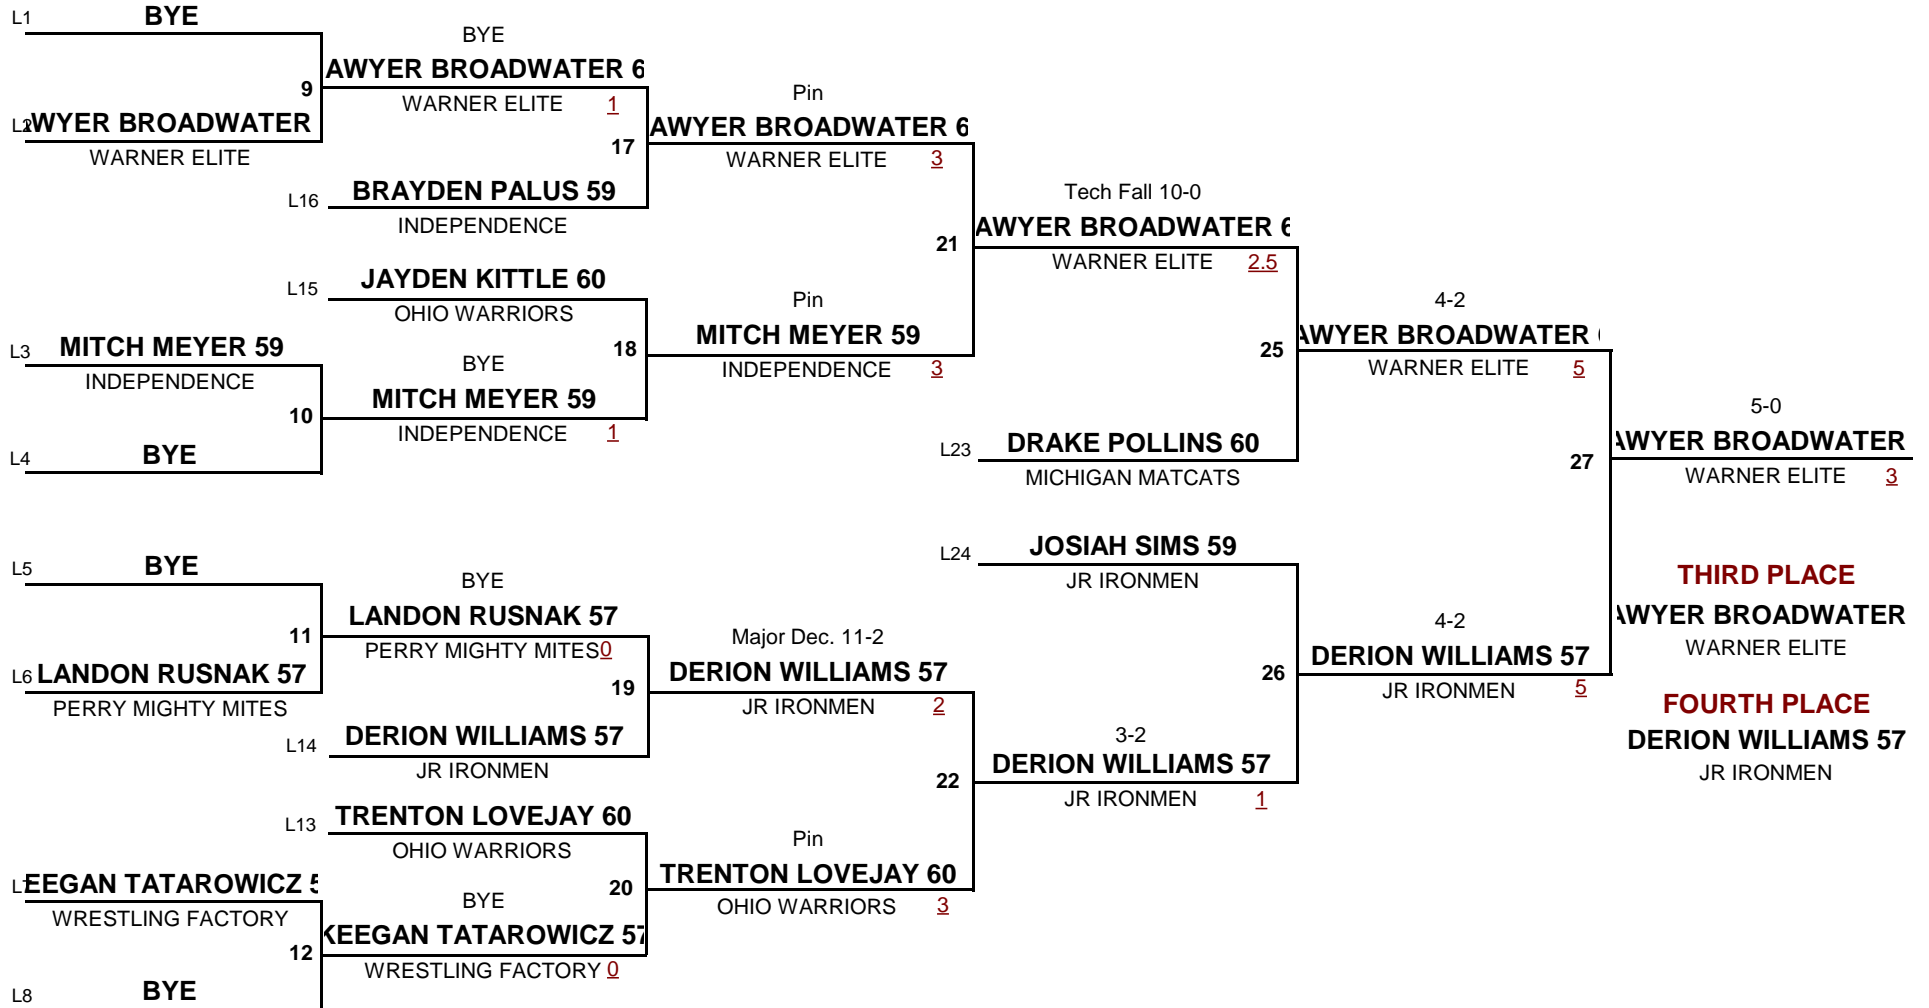 L1 BYE
BYE
AWYER BROADWATER 6
9
WARNER ELITE 1
L2 WYER BROADWATER
WARNER ELITE
Pin
AWYER BROADWATER 6
17
WARNER ELITE 3
L16 BRAYDEN PALUS 59
INDEPENDENCE
Tech Fall 10-0
AWYER BROADWATER 6
21
WARNER ELITE 2.5
L15 JAYDEN KITTLE 60
OHIO WARRIORS
Pin
MITCH MEYER 59
18
INDEPENDENCE 3
L3 MITCH MEYER 59
INDEPENDENCE
BYE
MITCH MEYER 59
10
INDEPENDENCE 1
L4 BYE
4-2
AWYER BROADWATER
25
WARNER ELITE 5
L23 DRAKE POLLINS 60
MICHIGAN MATCATS
5-0
AWYER BROADWATER
27
WARNER ELITE 3
L24 JOSIAH SIMS 59
JR IRONMEN
L5 BYE
BYE
LANDON RUSNAK 57
11
PERRY MIGHTY MITES 0
L6 LANDON RUSNAK 57
PERRY MIGHTY MITES
Major Dec. 11-2
DERION WILLIAMS 57
19
JR IRONMEN 2
L14 DERION WILLIAMS 57
JR IRONMEN
4-2
DERION WILLIAMS 57
26
JR IRONMEN 5
3-2
DERION WILLIAMS 57
22
JR IRONMEN 1
L13 TRENTON LOVEJAY 60
OHIO WARRIORS
Pin
TRENTON LOVEJAY 60
20
OHIO WARRIORS 3
L7 EEGAN TATAROWICZ 5
WRESTLING FACTORY
BYE
KEEGAN TATAROWICZ 57
12
WRESTLING FACTORY 0
L8 BYE
THIRD PLACE
AWYER BROADWATER
WARNER ELITE
FOURTH PLACE
DERION WILLIAMS 57
JR IRONMEN